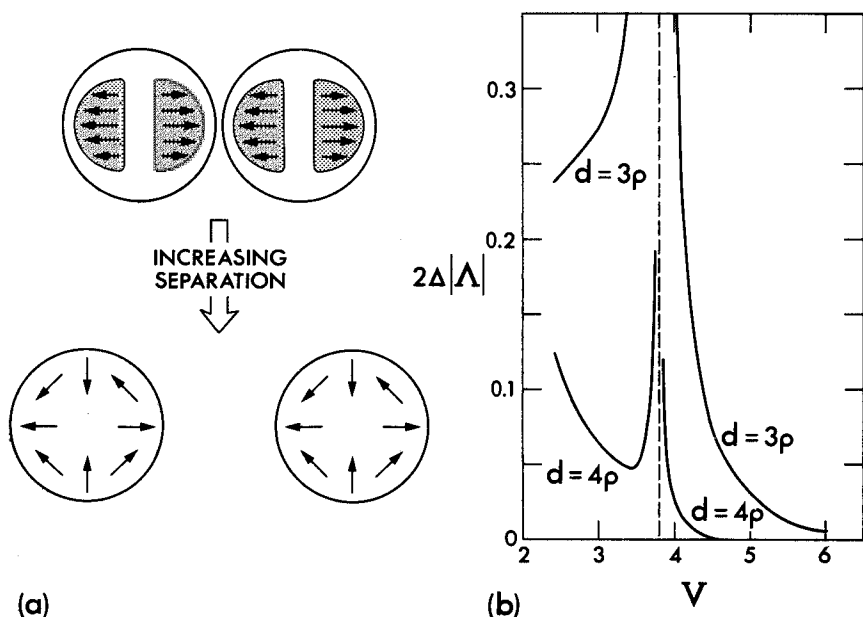 INCREASING
SEPARATION
(a)
0.3
0.2
0.1
0
2Δ|Λ|
d = 3ρ
d = 4ρ
d = 3ρ
d = 4ρ
2
3
4
5
6
V
(b)